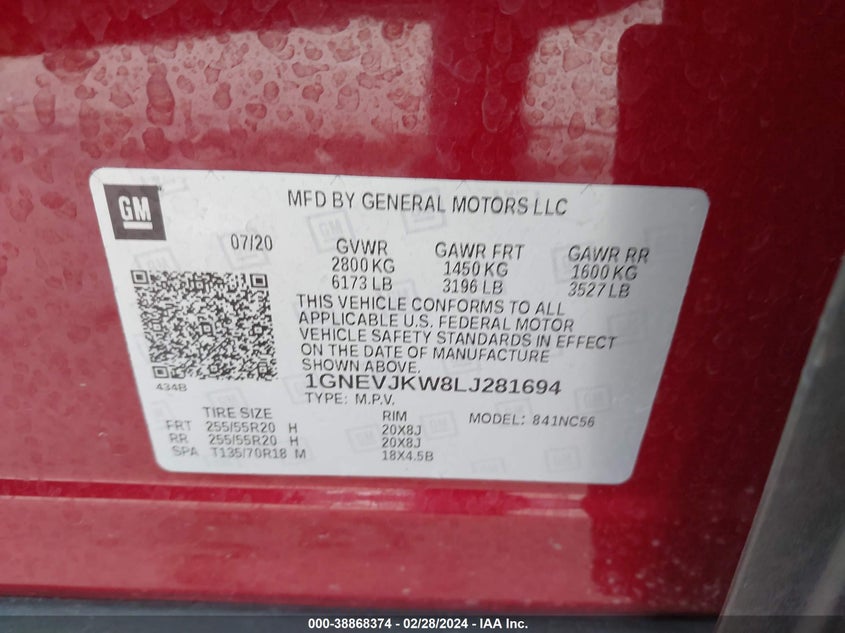 GM
MFD BY GENERAL MOTORS LLC
07/20
GVWR GAWR FRT GAWR RR
2800 KG 1450 KG 1600 KG
6173 LB 3196 LB 3527 LB
THIS VEHICLE CONFORMS TO ALL
APPLICABLE U.S. FEDERAL MOTOR
VEHICLE SAFETY STANDARDS IN EFFECT
ON THE DATE OF MANUFACTURE
SHOWN ABOVE.
434B
1GNEVJKW8LJ281694
TYPE: M.P.V. MODEL: 841NC56
TIRE SIZE RIM
FRT 255/55R20 H 20X8J
RR 255/55R20 H 20X8J
SPA T135/70R18 M 18X4.5B
000-38868374 / 02/28/2024 - IAA Inc.